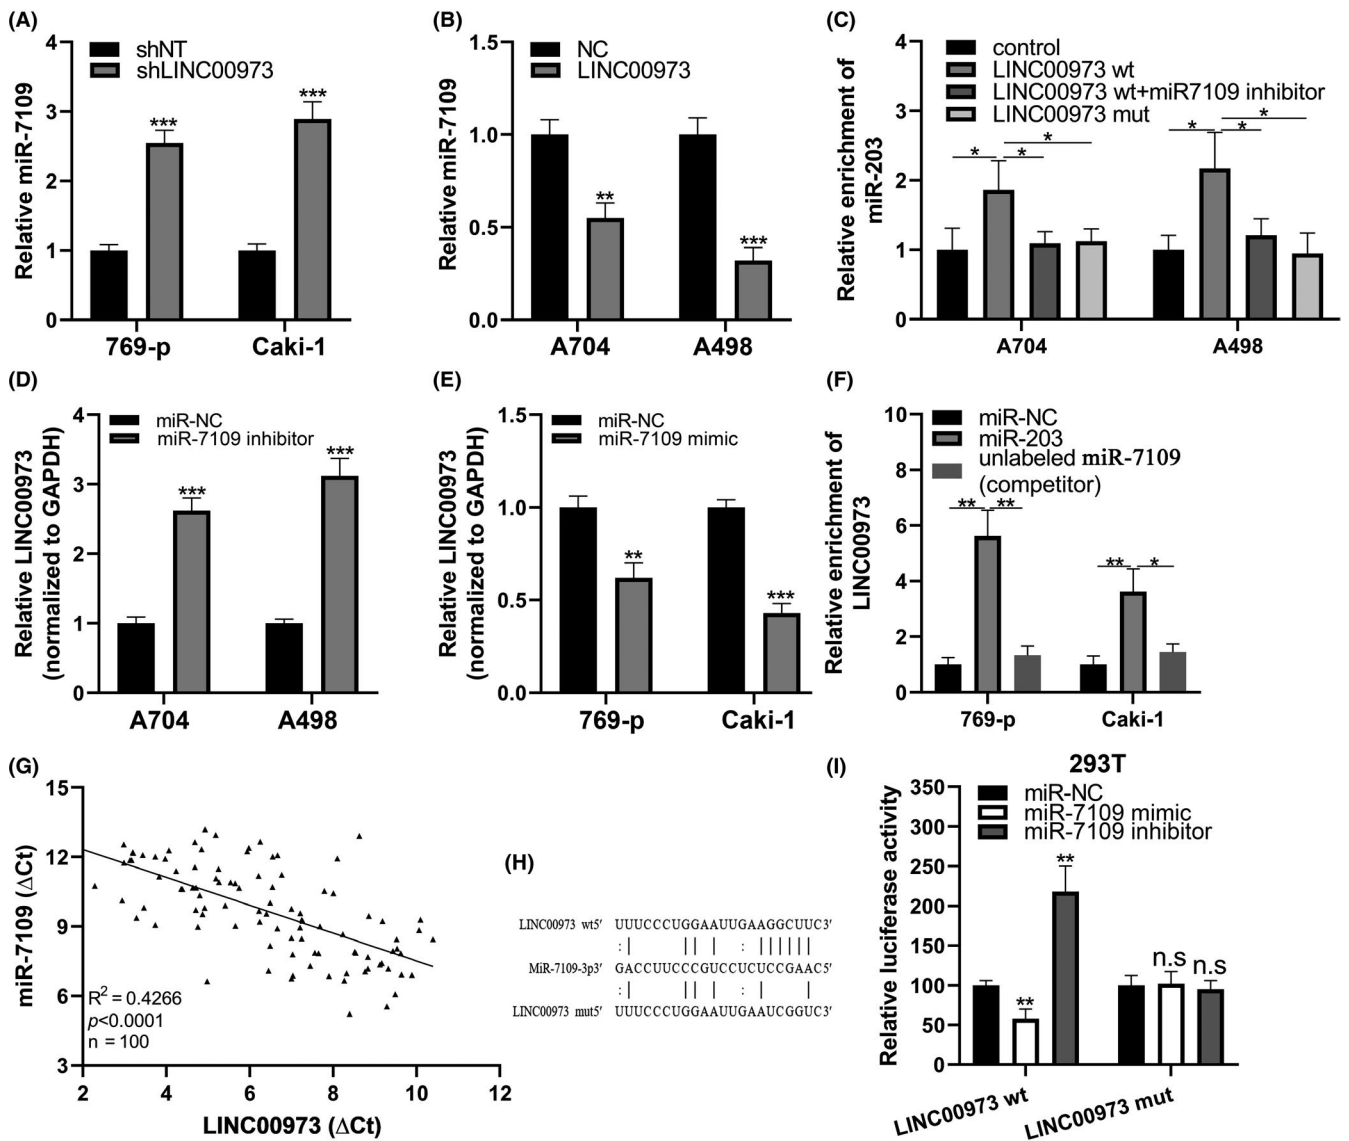 (A)
4
3
2
1
0
Relative miR-7109
shNT
shLINC00973
***
***
769-p
Caki-1
(B)
1.5
1.0
0.5
0.0
Relative miR-7109
NC
LINC00973
**
***
A704
A498
(C)
4
3
2
1
0
Relative enrichment of
miR-203
control
LINC00973 wt
LINC00973 wt+miR7109 inhibitor
LINC00973 mut
*
*
*
*
*
*
A704
A498
(D)
4
3
2
1
0
Relative LINC00973
(normalized to GAPDH)
miR-NC
miR-7109 inhibitor
***
***
A704
A498
(E)
1.5
1.0
0.5
0.0
Relative LINC00973
(normalized to GAPDH)
miR-NC
miR-7109 mimic
**
***
769-p
Caki-1
(F)
10
8
6
4
2
0
Relative enrichment of
LINC00973
miR-NC
miR-203
unlabeled miR-7109
(competitor)
**
**
**
*
769-p
Caki-1
(G)
15
12
9
6
3
miR-7109 (ΔCt)
R² = 0.4266
p<0.0001
n = 100
2
4
6
8
10
12
LINC00973 (ΔCt)
(H)
LINC00973 wt5′ UUUCCCUGGAAUUGAAGGCUUC3′
MiR-7109-3p3′ GACCUUCCCGUCCUCUCCGAAC5′
LINC00973 mut5′ UUUCCCUGGAAUUGAAUCGGUC3′
(I)
293T
350
300
250
200
150
100
50
0
Relative luciferase activity
miR-NC
miR-7109 mimic
miR-7109 inhibitor
**
**
n.s
n.s
LINC00973 wt
LINC00973 mut